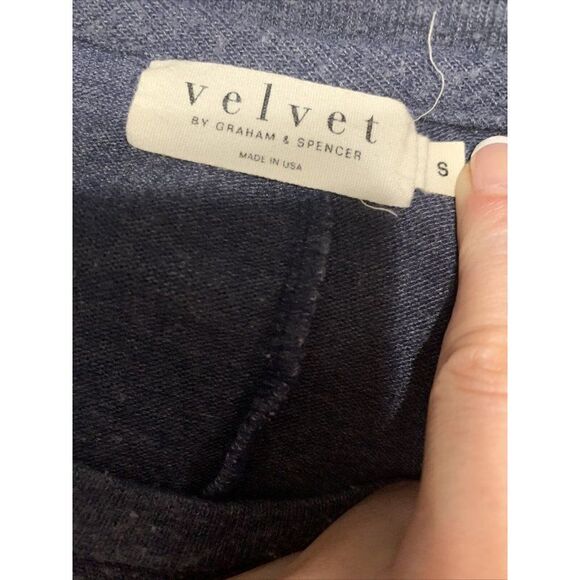 velvet
BY GRAHAM & SPENCER
MADE IN USA
S